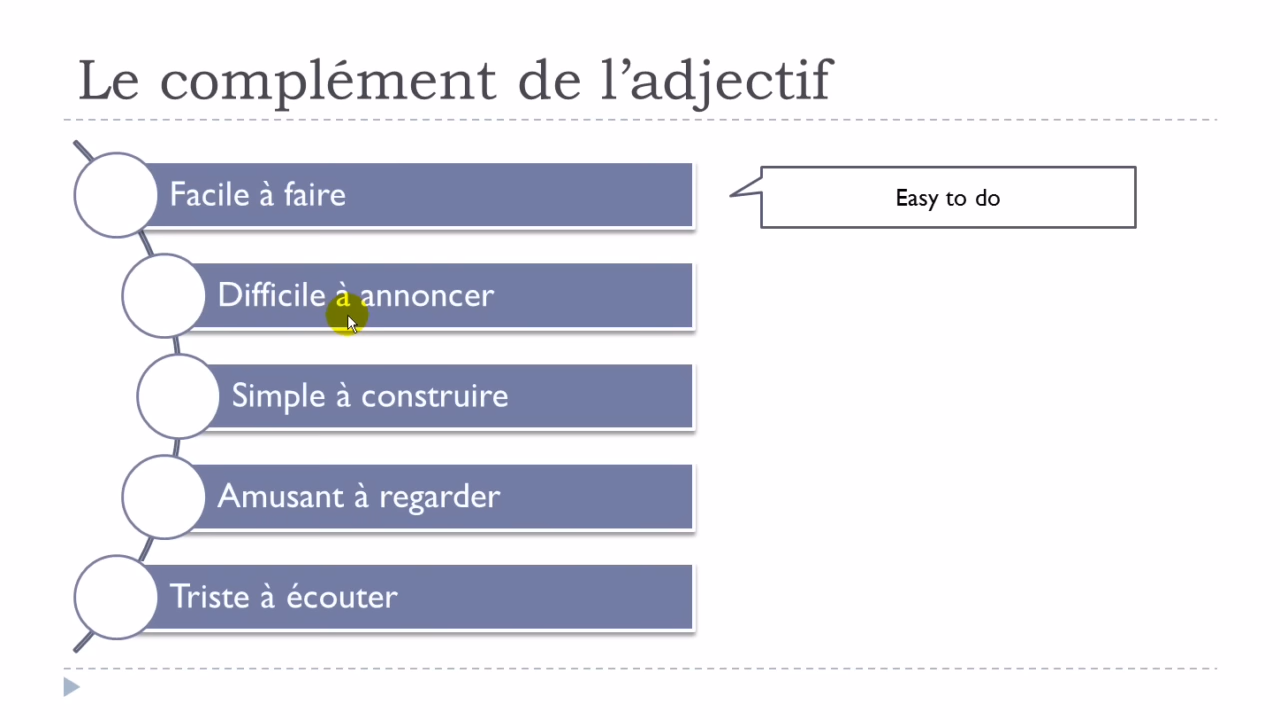 Le complément de l’adjectif
Facile à faire
Easy to do
Difficile à annoncer
Simple à construire
Amusant à regarder
Triste à écouter